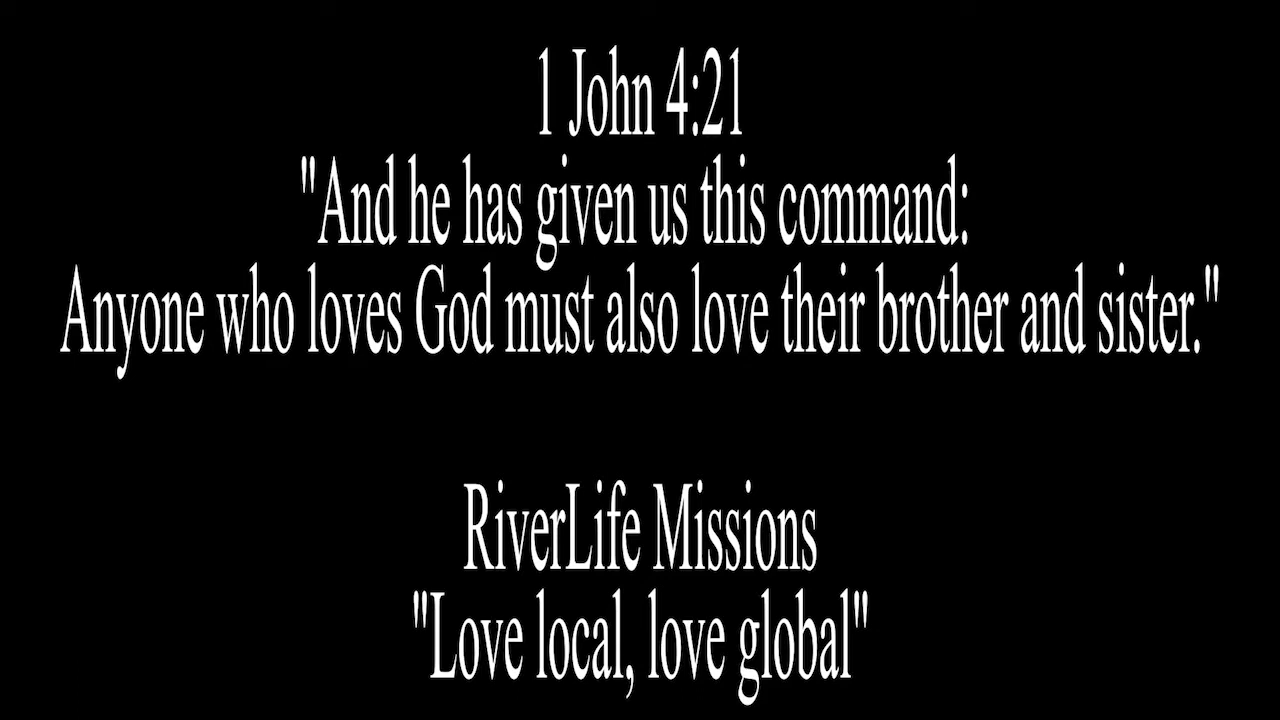 1 John 4:21
"And he has given us this command:
Anyone who loves God must also love their brother and sister."
RiverLife Missions
"Love local, love global"